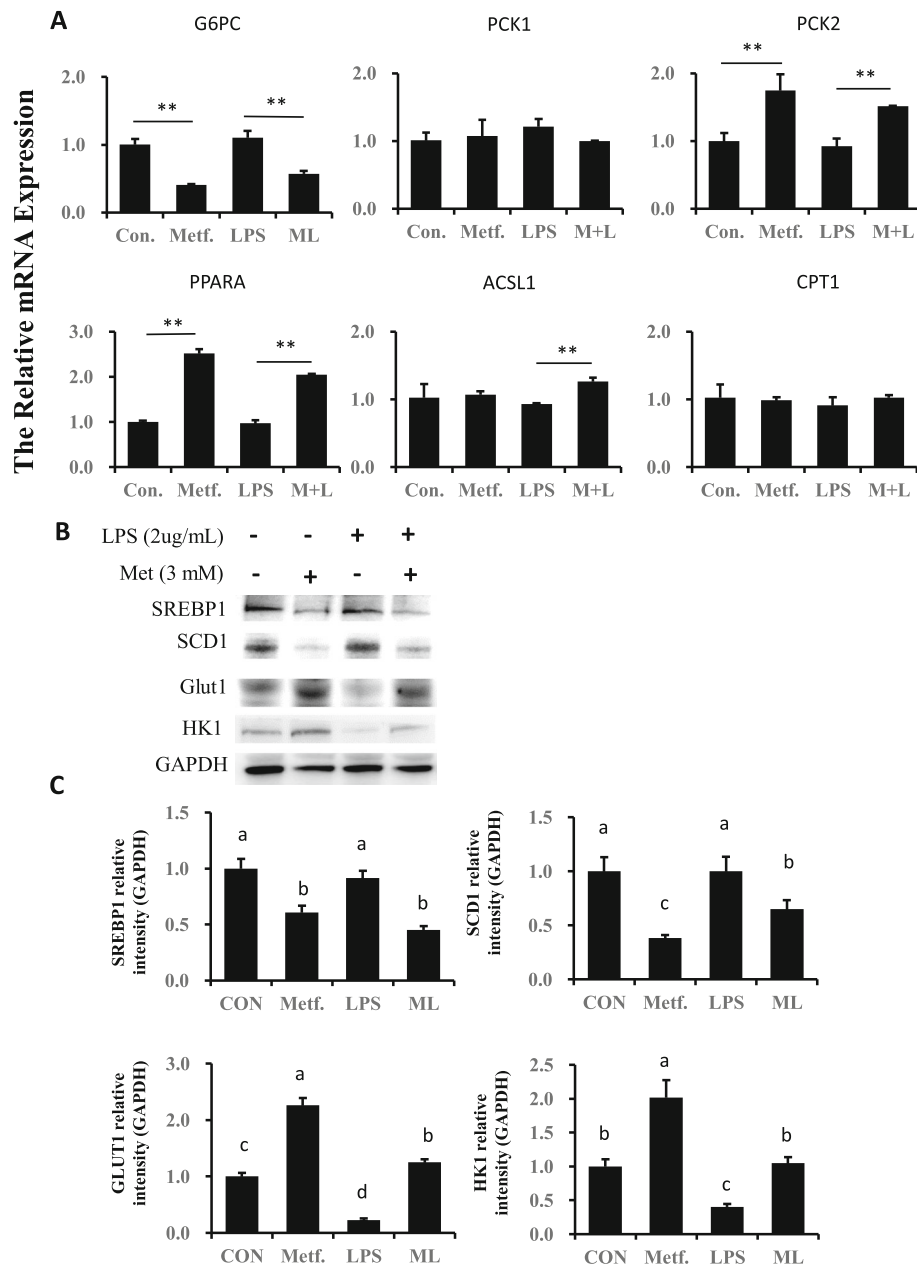 A
The Relative mRNA Expression
G6PC
2.0
1.0
0.0
**
**
Con. Metf. LPS ML
PCK1
2.0
1.0
0.0
Con. Metf. LPS M+L
PCK2
2.0
1.0
0.0
**
**
Con. Metf. LPS M+L
PPARA
3.0
2.0
1.0
0.0
**
**
Con. Metf. LPS M+L
ACSL1
2.0
1.0
0.0
**
Con. Metf. LPS M+L
CPT1
2.0
1.0
0.0
Con. Metf. LPS M+L
B
LPS (2ug/mL) - - + +
Met (3 mM) - + - +
SREBP1
SCD1
Glut1
HK1
GAPDH
C
SREBP1 relative
intensity (GAPDH)
1.5
1.0
0.5
0.0
a b a b
CON Metf. LPS ML
SCD1 relative
intensity (GAPDH)
1.5
1.0
0.5
0.0
a c a b
CON Metf. LPS ML
GLUT1 relative
intensity (GAPDH)
3.0
2.0
1.0
0.0
c a d b
CON Metf. LPS ML
HK1 relative
intensity (GAPDH)
2.5
2.0
1.5
1.0
0.5
0.0
b a c b
CON Metf. LPS ML